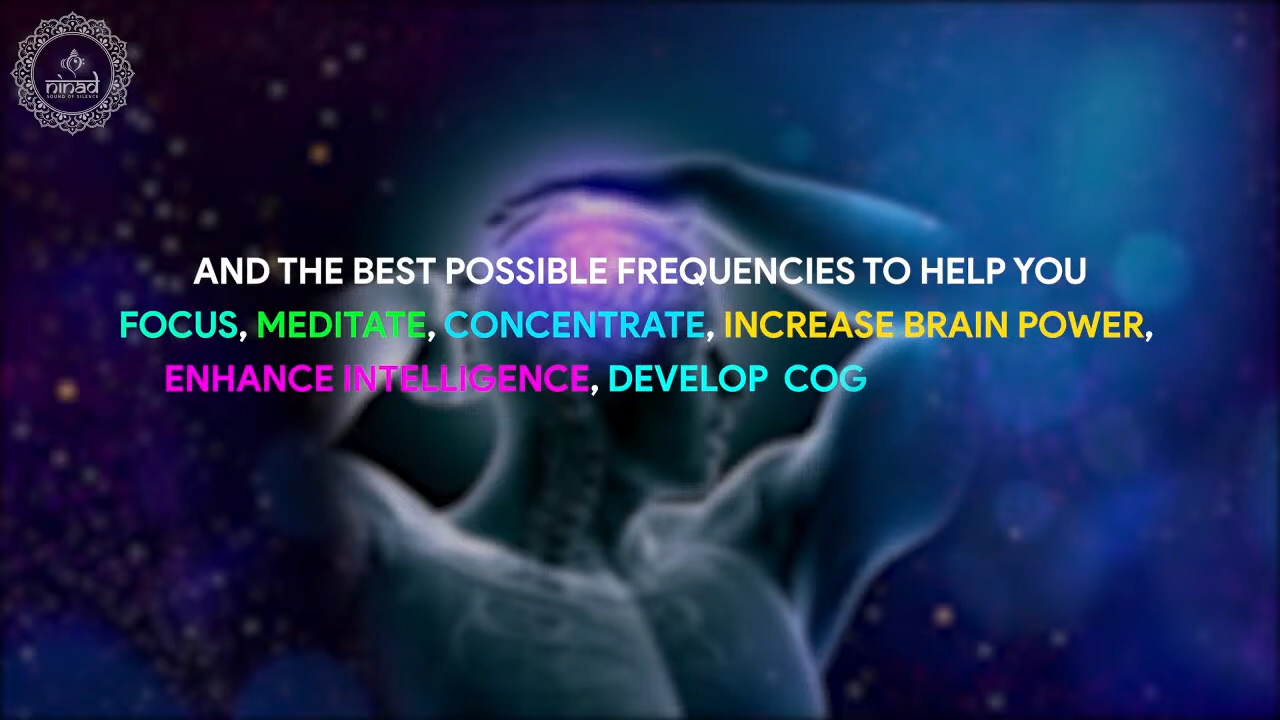 ninad
SOUND OF SILENCE
AND THE BEST POSSIBLE FREQUENCIES TO HELP YOU
FOCUS, MEDITATE, CONCENTRATE, INCREASE BRAIN POWER,
ENHANCE INTELLIGENCE, DEVELOP COG